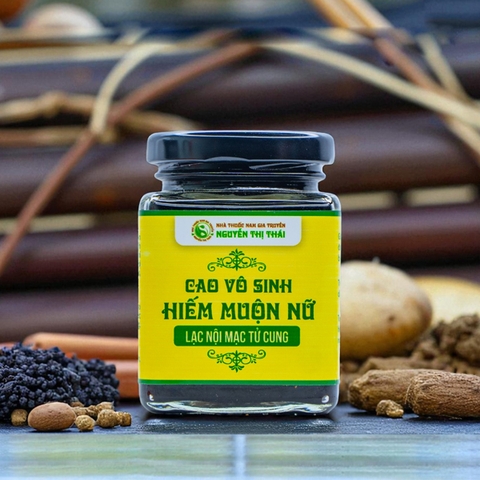 NHÀ THUỐC NAM GIA TRUYỀN
NGUYỄN THỊ THÁI
CAO VÔ SINH
HIẾM MUỘN NỮ
LẠC NỘI MẠC TỬ CUNG